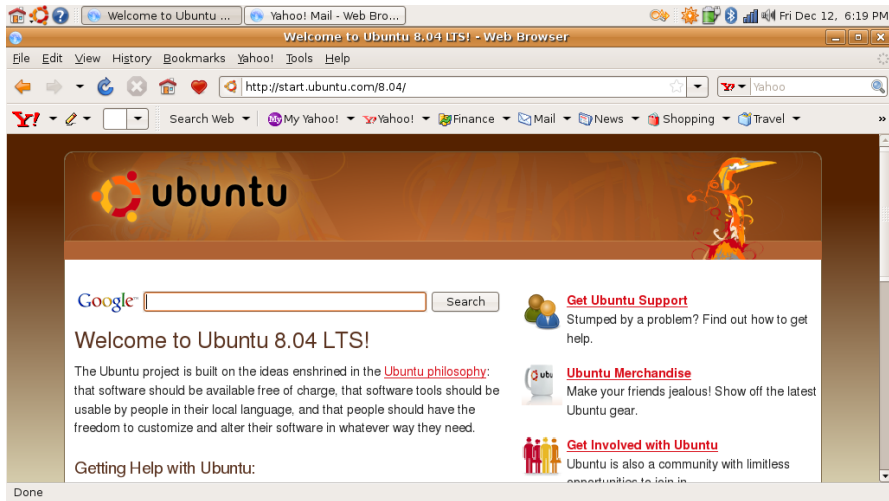 Welcome to Ubuntu ...
Yahoo! Mail - Web Bro...
Fri Dec 12, 6:19 PM
Welcome to Ubuntu 8.04 LTS! - Web Browser
File Edit View History Bookmarks Yahoo! Tools Help
http://start.ubuntu.com/8.04/
Yahoo
Y! Search Web My Yahoo! Yahoo! Finance Mail News Shopping Travel »
ubuntu
Google™ Search
Welcome to Ubuntu 8.04 LTS!
The Ubuntu project is built on the ideas enshrined in the Ubuntu philosophy:
that software should be available free of charge, that software tools should be
usable by people in their local language, and that people should have the
freedom to customize and alter their software in whatever way they need.
Getting Help with Ubuntu:
Get Ubuntu Support
Stumped by a problem? Find out how to get
help.
Ubuntu Merchandise
Make your friends jealous! Show off the latest
Ubuntu gear.
Get Involved with Ubuntu
Ubuntu is also a community with limitless
opportunities to join in.
Done